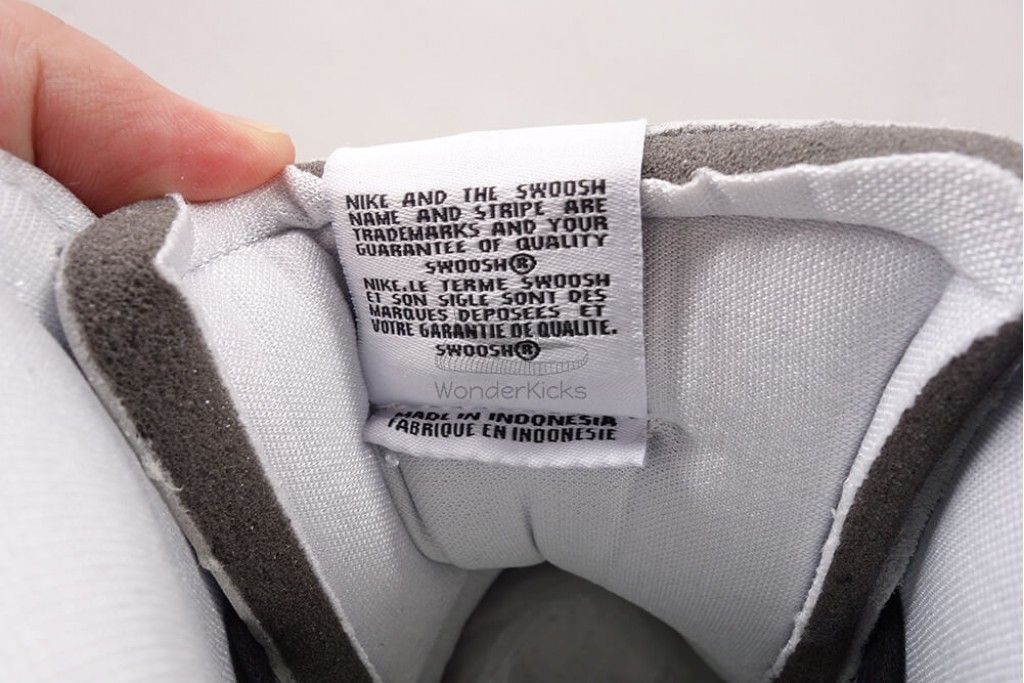 NIKE AND THE SWOOSH
NAME AND STRIPE ARE
TRADEMARKS AND YOUR
GUARANTEE OF QUALITY
SWOOSH®
NIKE.LE TERME SWOOSH
ET SON SIGLE SONT DES
MARQUES DEPOSEES ET
VOTRE GARANTIE DE QUALITE.
SWOOSH®
WonderKicks
MADE IN INDONESIA
FABRIQUE EN INDONESIE